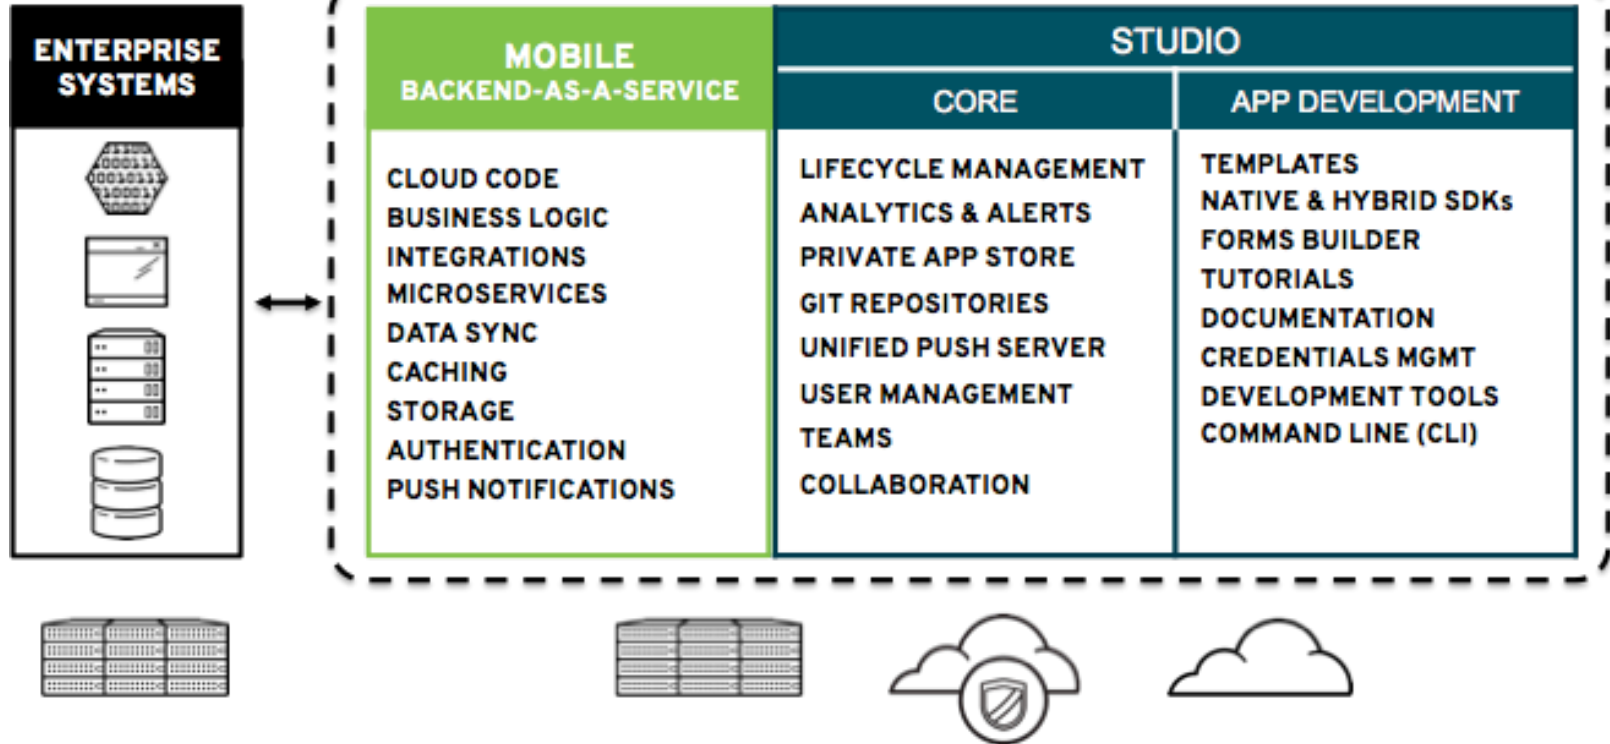 ENTERPRISE
SYSTEMS
MOBILE
BACKEND-AS-A-SERVICE
CLOUD CODE
BUSINESS LOGIC
INTEGRATIONS
MICROSERVICES
DATA SYNC
CACHING
STORAGE
AUTHENTICATION
PUSH NOTIFICATIONS
STUDIO
CORE
LIFECYCLE MANAGEMENT
ANALYTICS & ALERTS
PRIVATE APP STORE
GIT REPOSITORIES
UNIFIED PUSH SERVER
USER MANAGEMENT
TEAMS
COLLABORATION
APP DEVELOPMENT
TEMPLATES
NATIVE & HYBRID SDKs
FORMS BUILDER
TUTORIALS
DOCUMENTATION
CREDENTIALS MGMT
DEVELOPMENT TOOLS
COMMAND LINE (CLI)